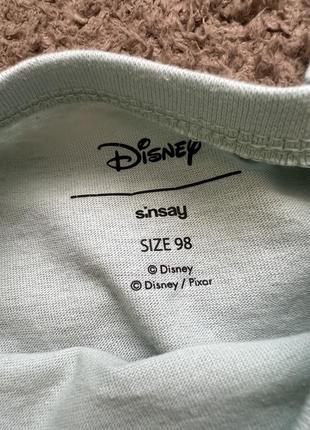 Disney
sinsay
SIZE 98
© Disney
© Disney / Pixar